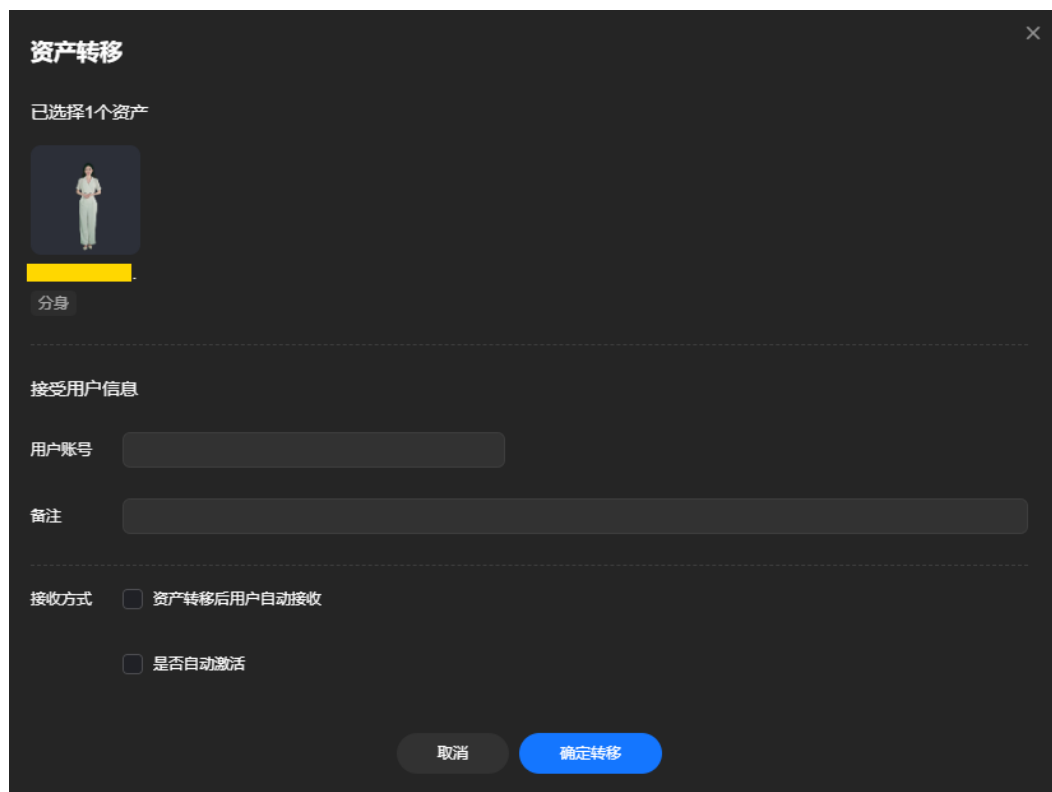 资产转移
已选择1个资产
分身
接受用户信息
用户账号
备注
接收方式 资产转移后用户自动接收
是否自动激活
取消 确定转移